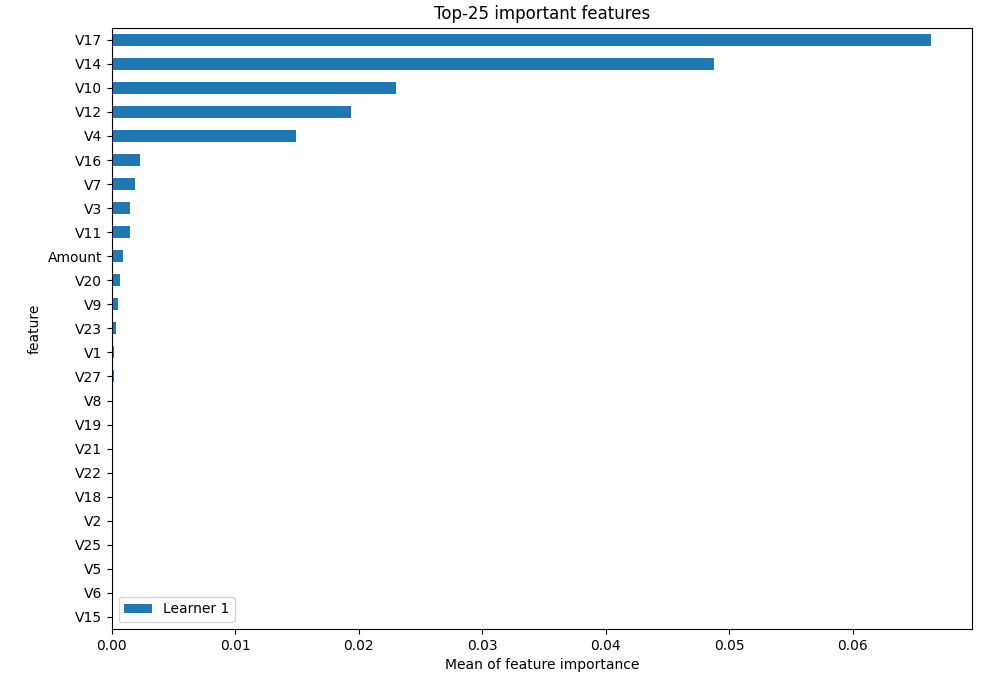 Top-25 important features
V17
V14
V10
V12
V4
V16
V7
V3
V11
Amount
V20
V9
V23
V1
V27
V8
V19
V21
V22
V18
V2
V25
V5
V6
V15
feature
Learner 1
0.00 0.01 0.02 0.03 0.04 0.05 0.06
Mean of feature importance